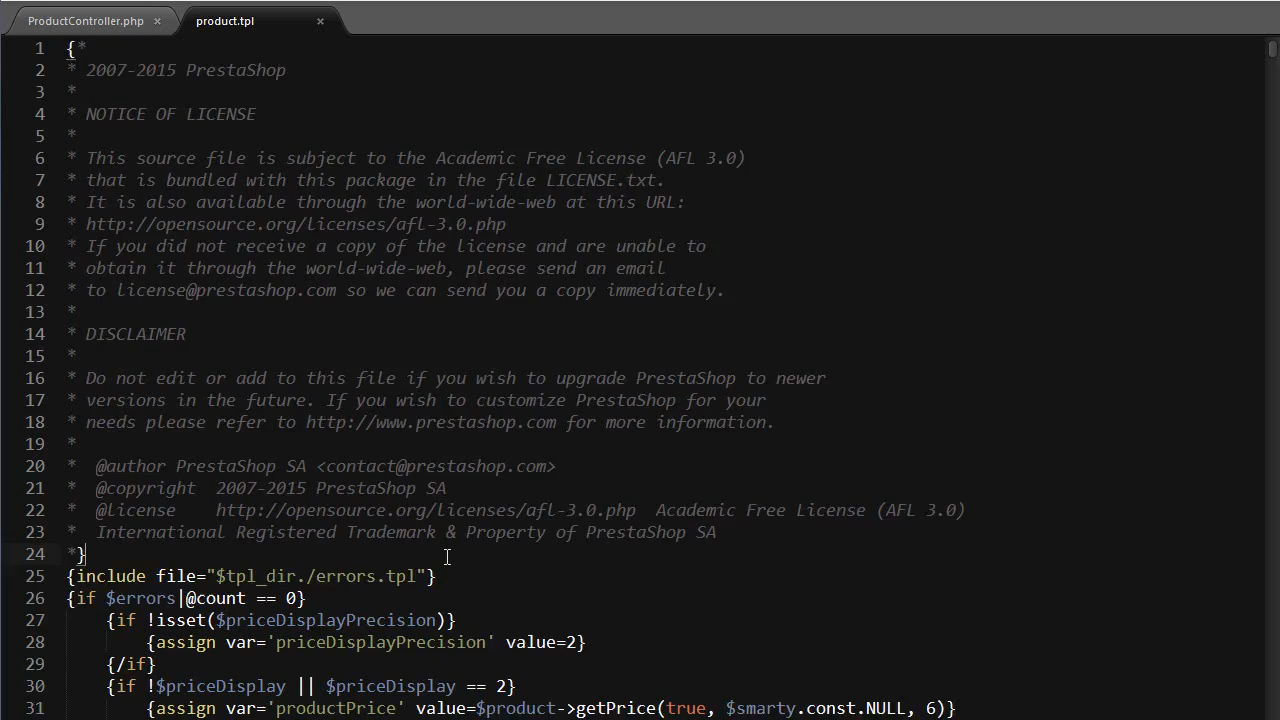 ProductController.php × product.tpl ×
1 {*
2 * 2007-2015 PrestaShop
3 *
4 * NOTICE OF LICENSE
5 *
6 * This source file is subject to the Academic Free License (AFL 3.0)
7 * that is bundled with this package in the file LICENSE.txt.
8 * It is also available through the world-wide-web at this URL:
9 * http://opensource.org/licenses/afl-3.0.php
10 * If you did not receive a copy of the license and are unable to
11 * obtain it through the world-wide-web, please send an email
12 * to license@prestashop.com so we can send you a copy immediately.
13 *
14 * DISCLAIMER
15 *
16 * Do not edit or add to this file if you wish to upgrade PrestaShop to newer
17 * versions in the future. If you wish to customize PrestaShop for your
18 * needs please refer to http://www.prestashop.com for more information.
19 *
20 *  @author PrestaShop SA <contact@prestashop.com>
21 *  @copyright  2007-2015 PrestaShop SA
22 *  @license    http://opensource.org/licenses/afl-3.0.php  Academic Free License (AFL 3.0)
23 *  International Registered Trademark & Property of PrestaShop SA
24 *}
25 {include file="$tpl_dir./errors.tpl"}
26 {if $errors|@count == 0}
27     {if !isset($priceDisplayPrecision)}
28         {assign var='priceDisplayPrecision' value=2}
29     {/if}
30     {if !$priceDisplay || $priceDisplay == 2}
31         {assign var='productPrice' value=$product->getPrice(true, $smarty.const.NULL, 6)}